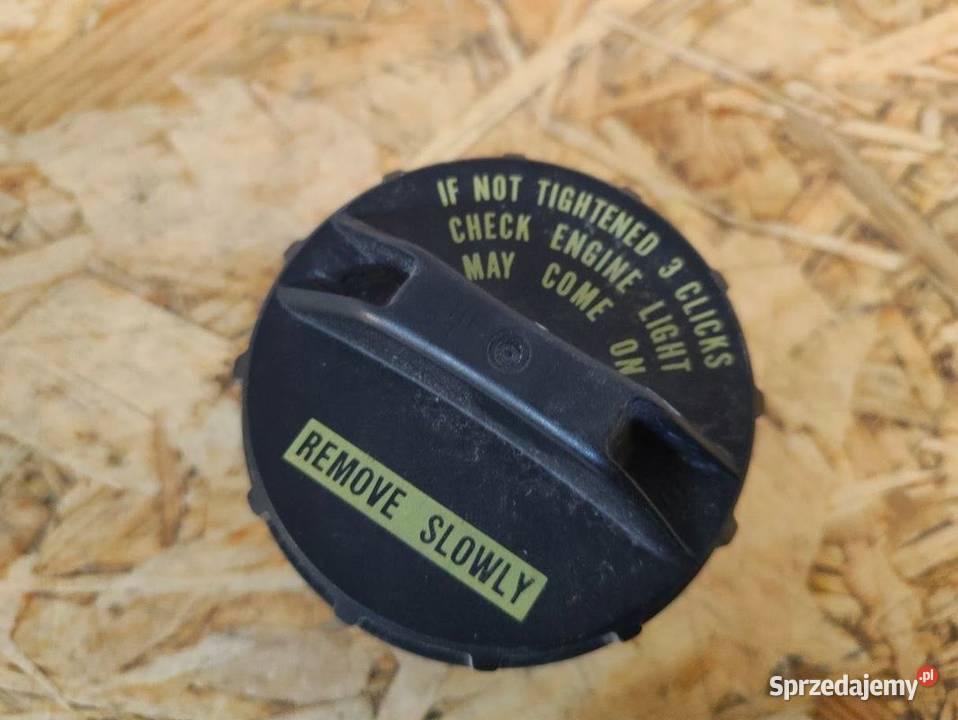 IF NOT TIGHTENED 3 CLICKS
CHECK ENGINE LIGHT
MAY COME ON
REMOVE SLOWLY
Sprzedajemy.pl